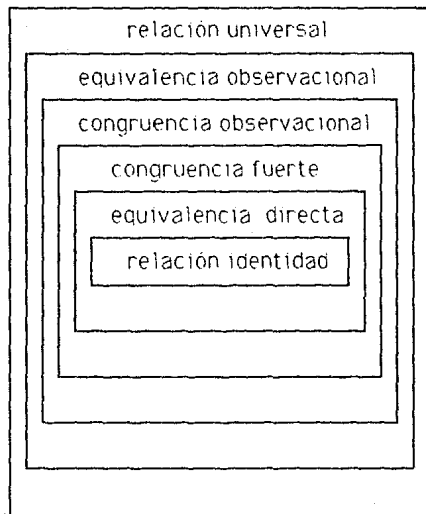 relación universal
equivalencia observacional
congruencia observacional
congruencia fuerte
equivalencia directa
relación identidad